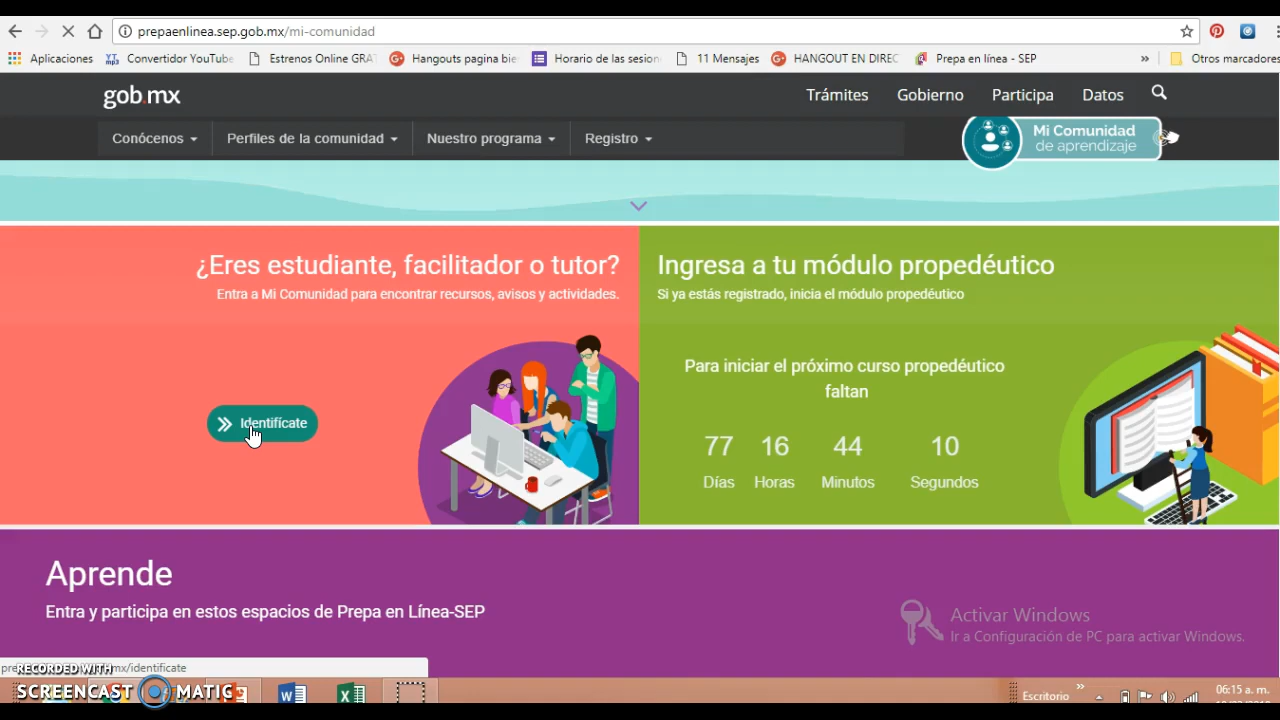 prepaenlinea.sep.gob.mx/mi-comunidad
Aplicaciones Convertidor YouTube Estrenos Online GRAT Hangouts pagina bie Horario de las sesion 11 Mensajes HANGOUT EN DIREC Prepa en línea - SEP » Otros marcadores
gob.mx Trámites Gobierno Participa Datos
Conócenos Perfiles de la comunidad Nuestro programa Registro
Mi Comunidad
de aprendizaje
¿Eres estudiante, facilitador o tutor?
Entra a Mi Comunidad para encontrar recursos, avisos y actividades.
Identifícate
Ingresa a tu módulo propedéutico
Si ya estás registrado, inicia el módulo propedéutico
Para iniciar el próximo curso propedéutico
faltan
77 16 44 10
Días Horas Minutos Segundos
Aprende
Entra y participa en estos espacios de Prepa en Línea-SEP
Activar Windows
Ir a Configuración de PC para activar Windows.
mx/identificate
RECORDED WITH
SCREENCAST MATIC
Escritorio »
06:15 a. m.